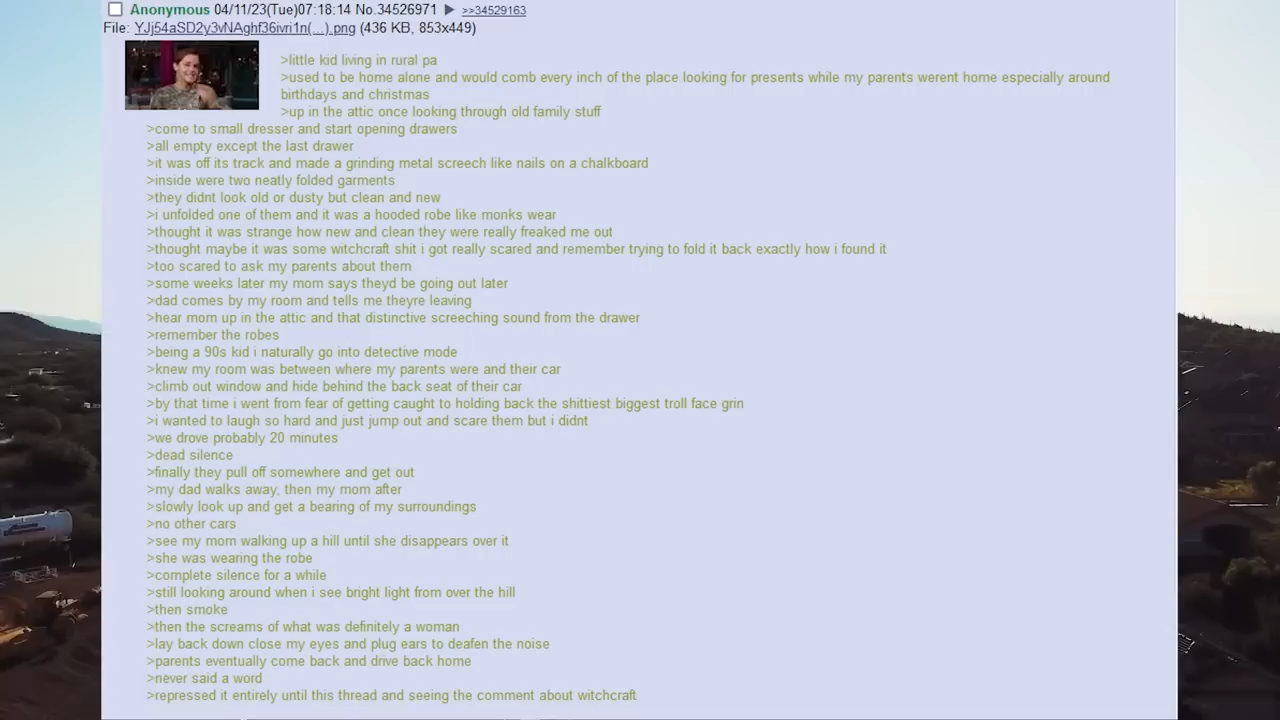 Anonymous 04/11/23(Tue)07:18:14 No.34526971 ▶ >>34529163
File: YJj54aSD2y3vNAghf36ivri1n(...).png (436 KB, 853x449)
>little kid living in rural pa
>used to be home alone and would comb every inch of the place looking for presents while my parents werent home especially around
birthdays and christmas
>up in the attic once looking through old family stuff
>come to small dresser and start opening drawers
>all empty except the last drawer
>it was off its track and made a grinding metal screech like nails on a chalkboard
>inside were two neatly folded garments
>they didnt look old or dusty but clean and new
>i unfolded one of them and it was a hooded robe like monks wear
>thought it was strange how new and clean they were really freaked me out
>thought maybe it was some witchcraft shit i got really scared and remember trying to fold it back exactly how i found it
>too scared to ask my parents about them
>some weeks later my mom says theyd be going out later
>dad comes by my room and tells me theyre leaving
>hear mom up in the attic and that distinctive screeching sound from the drawer
>remember the robes
>being a 90s kid i naturally go into detective mode
>knew my room was between where my parents were and their car
>climb out window and hide behind the back seat of their car
>by that time i went from fear of getting caught to holding back the shittiest biggest troll face grin
>i wanted to laugh so hard and just jump out and scare them but i didnt
>we drove probably 20 minutes
>dead silence
>finally they pull off somewhere and get out
>my dad walks away, then my mom after
>slowly look up and get a bearing of my surroundings
>no other cars
>see my mom walking up a hill until she disappears over it
>she was wearing the robe
>complete silence for a while
>still looking around when i see bright light from over the hill
>then smoke
>then the screams of what was definitely a woman
>lay back down close my eyes and plug ears to deafen the noise
>parents eventually come back and drive back home
>never said a word
>repressed it entirely until this thread and seeing the comment about witchcraft